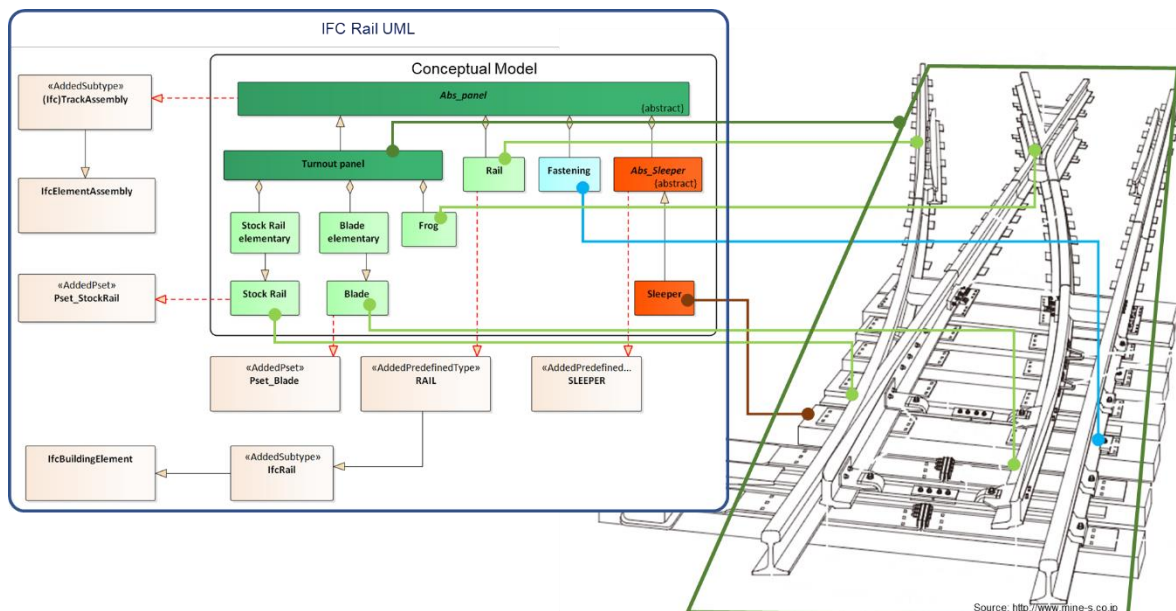 IFC Rail UML
Conceptual Model
«AddedSubtype»
(Ifc)TrackAssembly
Abs_panel
{abstract}
Turnout panel
Rail
Fastening
Abs_Sleeper
{abstract}
IfcElementAssembly
Stock Rail
elementary
Blade
elementary
Frog
«AddedPset»
Pset_StockRail
Stock Rail
Blade
Sleeper
«AddedPset»
Pset_Blade
«AddedPredefinedType»
RAIL
«AddedPredefined...
SLEEPER
IfcBuildingElement
«AddedSubtype»
IfcRail
Source: http://www.mine-s.co.jp